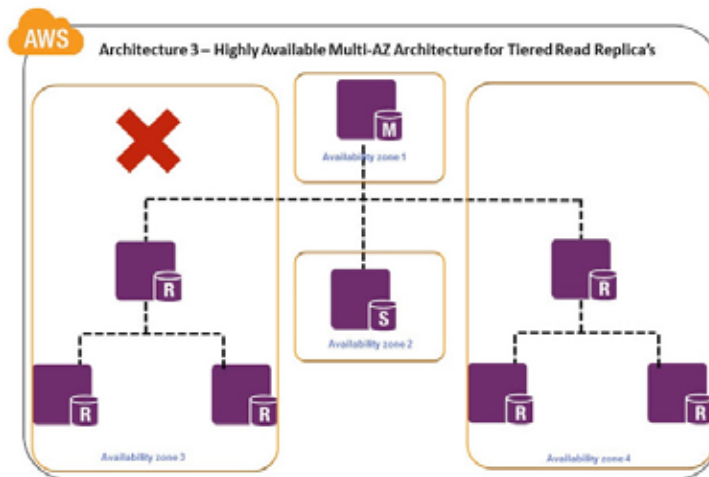 AWS
Architecture 3 – Highly Available Multi-AZ Architecture for Tiered Read Replica's
M
Availability zone 1
R
S
R
Availability zone 2
R
R
R
R
Availability zone 3
Availability zone 4